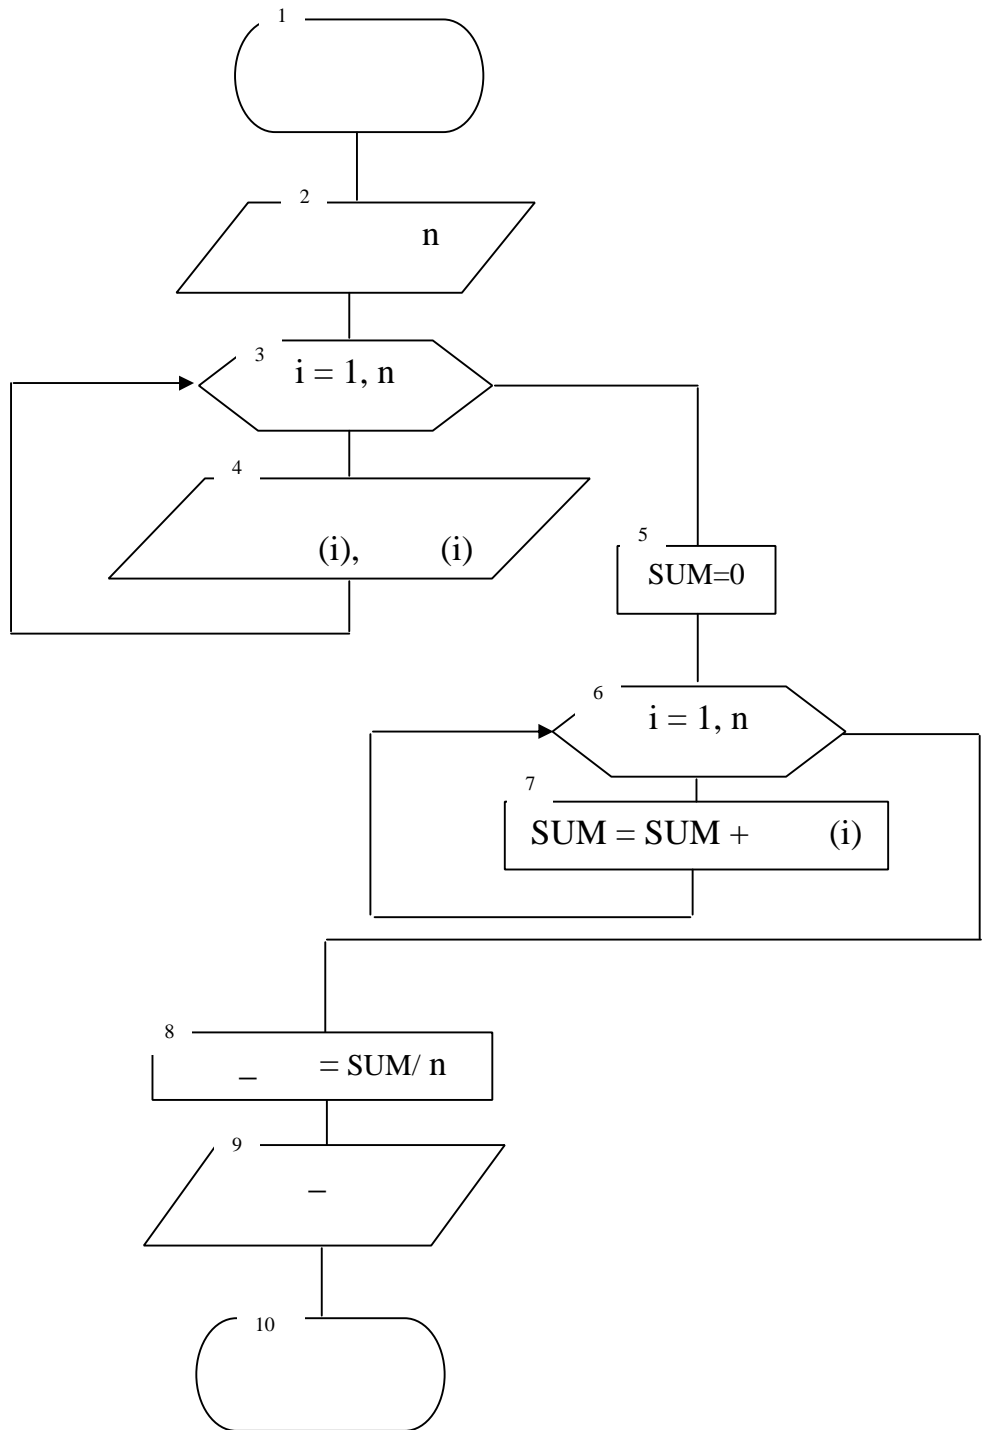 1
2
n
3
i = 1, n
4
(i), (i)
5
SUM=0
6
i = 1, n
7
SUM = SUM + (i)
8
_ = SUM/ n
9
_
10